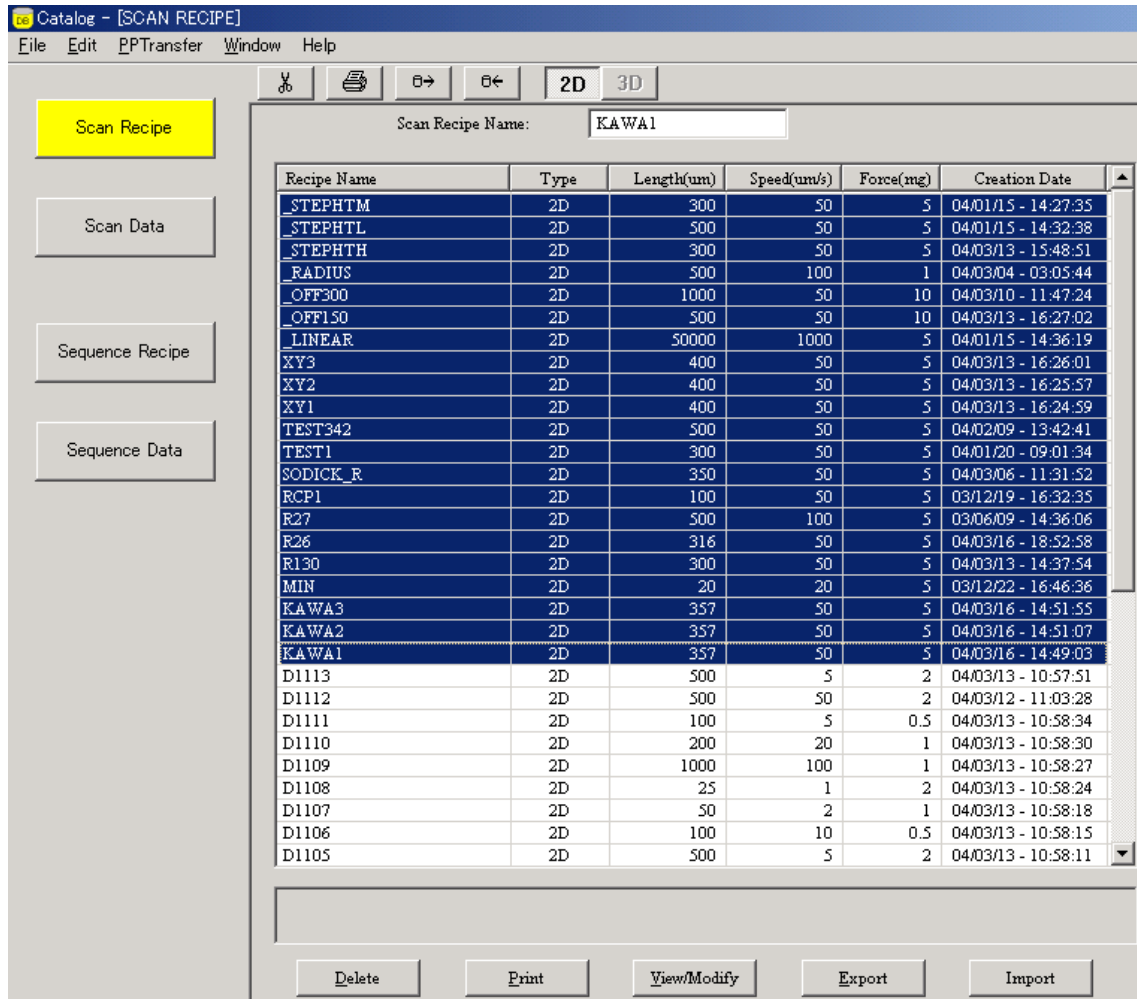 Catalog - [SCAN RECIPE]
File Edit PPTransfer Window Help
2D 3D
Scan Recipe
Scan Data
Sequence Recipe
Sequence Data
Scan Recipe Name: KAWA1
Recipe Name Type Length(um) Speed(um/s) Force(mg) Creation Date
_STEPHTM 2D 300 50 5 04/01/15 - 14:27:35
_STEPHTL 2D 500 50 5 04/01/15 - 14:32:38
_STEPHTH 2D 300 50 5 04/03/13 - 15:48:51
_RADIUS 2D 500 100 1 04/03/04 - 03:05:44
_OFF300 2D 1000 50 10 04/03/10 - 11:47:24
_OFF150 2D 500 50 10 04/03/13 - 16:27:02
_LINEAR 2D 50000 1000 5 04/01/15 - 14:36:19
XY3 2D 400 50 5 04/03/13 - 16:26:01
XY2 2D 400 50 5 04/03/13 - 16:25:57
XY1 2D 400 50 5 04/03/13 - 16:24:59
TEST342 2D 500 50 5 04/02/09 - 13:42:41
TEST1 2D 300 50 5 04/01/20 - 09:01:34
SODICK_R 2D 350 50 5 04/03/06 - 11:31:52
RCP1 2D 100 50 5 03/12/19 - 16:32:35
R27 2D 500 100 5 03/06/09 - 14:36:06
R26 2D 316 50 5 04/03/16 - 18:52:58
R130 2D 300 50 5 04/03/13 - 14:37:54
MIN 2D 20 20 5 03/12/22 - 16:46:36
KAWA3 2D 357 50 5 04/03/16 - 14:51:55
KAWA2 2D 357 50 5 04/03/16 - 14:51:07
KAWA1 2D 357 50 5 04/03/16 - 14:49:03
D1113 2D 500 5 2 04/03/13 - 10:57:51
D1112 2D 500 50 2 04/03/12 - 11:03:28
D1111 2D 100 5 0.5 04/03/13 - 10:58:34
D1110 2D 200 20 1 04/03/13 - 10:58:30
D1109 2D 1000 100 1 04/03/13 - 10:58:27
D1108 2D 25 1 2 04/03/13 - 10:58:24
D1107 2D 50 2 1 04/03/13 - 10:58:18
D1106 2D 100 10 0.5 04/03/13 - 10:58:15
D1105 2D 500 5 2 04/03/13 - 10:58:11
Delete Print View/Modify Export Import